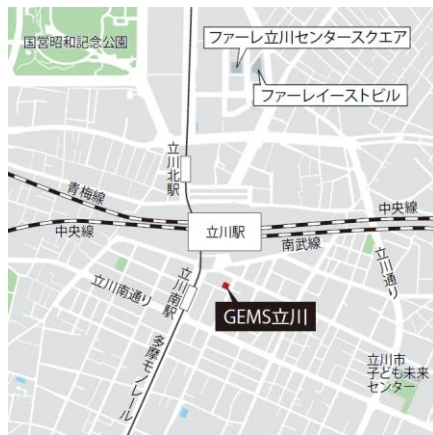 国営昭和記念公園
ファーレ立川センタースクエア
ファーレイーストビル
立川北駅
青梅線
中央線
立川駅
中央線
南武線
立川通り
立川南通り
立川南駅
GEMS立川
多摩モノレール
立川市
子ども未来
センター